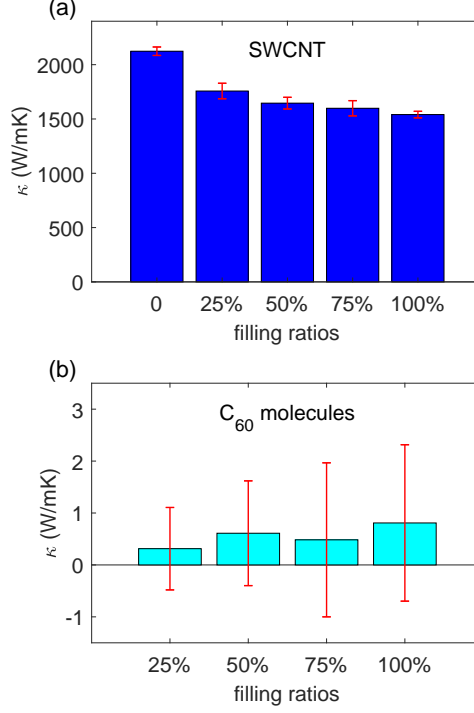 (a)
SWCNT
κ (W/mK)
2000
1500
1000
500
0
0 25% 50% 75% 100%
filling ratios
(b)
C60 molecules
κ (W/mK)
3
2
1
0
-1
25% 50% 75% 100%
filling ratios